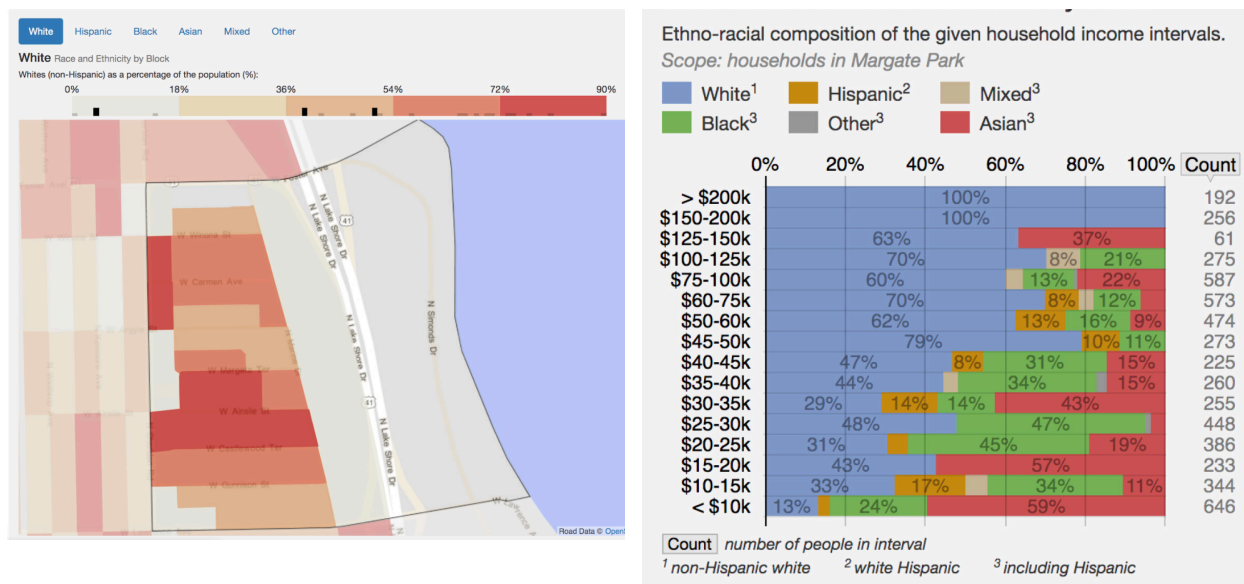 White Hispanic Black Asian Mixed Other
White Race and Ethnicity by Block
Whites (non-Hispanic) as a percentage of the population (%):
0% 18% 36% 54% 72% 90%
N Lake Shore Dr
N Lake Shore Dr
41
W Winona St
W Carmen Ave
N Simonds Dr
N Lake Shore Dr
W Margate Ter
W Ainslie St
41
N Lake Shore Dr
W Castlewood Ter
W Gunnison St
Road Data © Open
Ethno-racial composition of the given household income intervals.
Scope: households in Margate Park
White1 Hispanic2 Mixed3
Black3 Other3 Asian3
0% 20% 40% 60% 80% 100% Count
> $200k 100% 192
$150-200k 100% 256
$125-150k 63% 37% 61
$100-125k 70% 8% 21% 275
$75-100k 60% 13% 22% 587
$60-75k 70% 8% 12% 573
$50-60k 62% 13% 16% 9% 474
$45-50k 79% 10% 11% 273
$40-45k 47% 8% 31% 15% 225
$35-40k 44% 34% 15% 260
$30-35k 29% 14% 14% 43% 255
$25-30k 48% 47% 448
$20-25k 31% 45% 19% 386
$15-20k 43% 57% 233
$10-15k 33% 17% 34% 11% 344
< $10k 13% 24% 59% 646
Count number of people in interval
1 non-Hispanic white 2 white Hispanic 3 including Hispanic